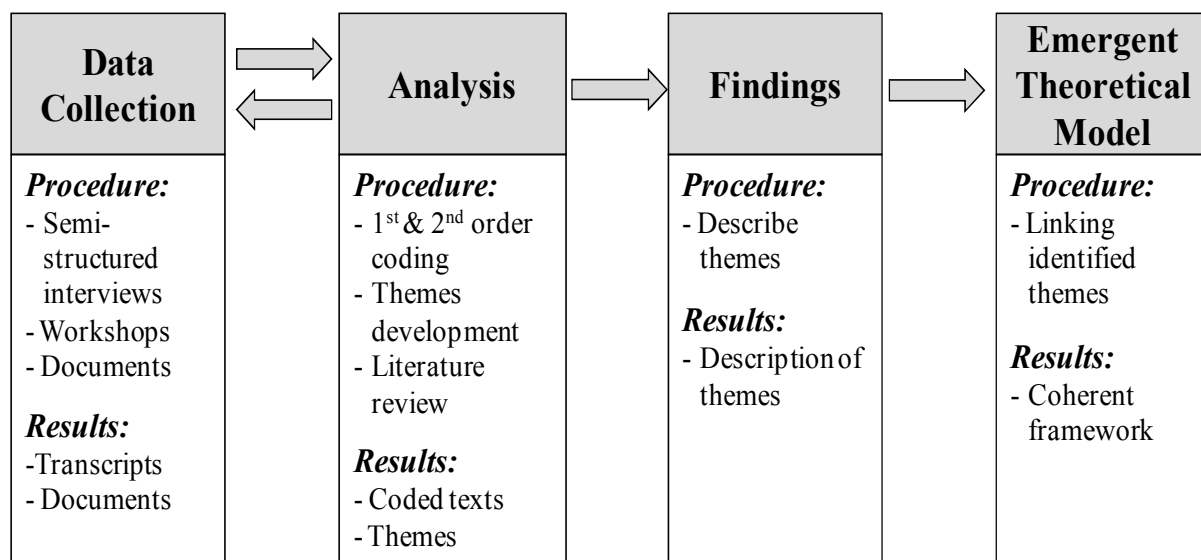 Data
Collection
Procedure:
- Semi-
structured
interviews
- Workshops
- Documents
Results:
-Transcripts
- Documents
Analysis
Procedure:
- 1st & 2nd order
coding
- Themes
development
- Literature
review
Results:
- Coded texts
- Themes
Findings
Procedure:
- Describe
themes
Results:
- Description of
themes
Emergent
Theoretical
Model
Procedure:
- Linking
identified
themes
Results:
- Coherent
framework